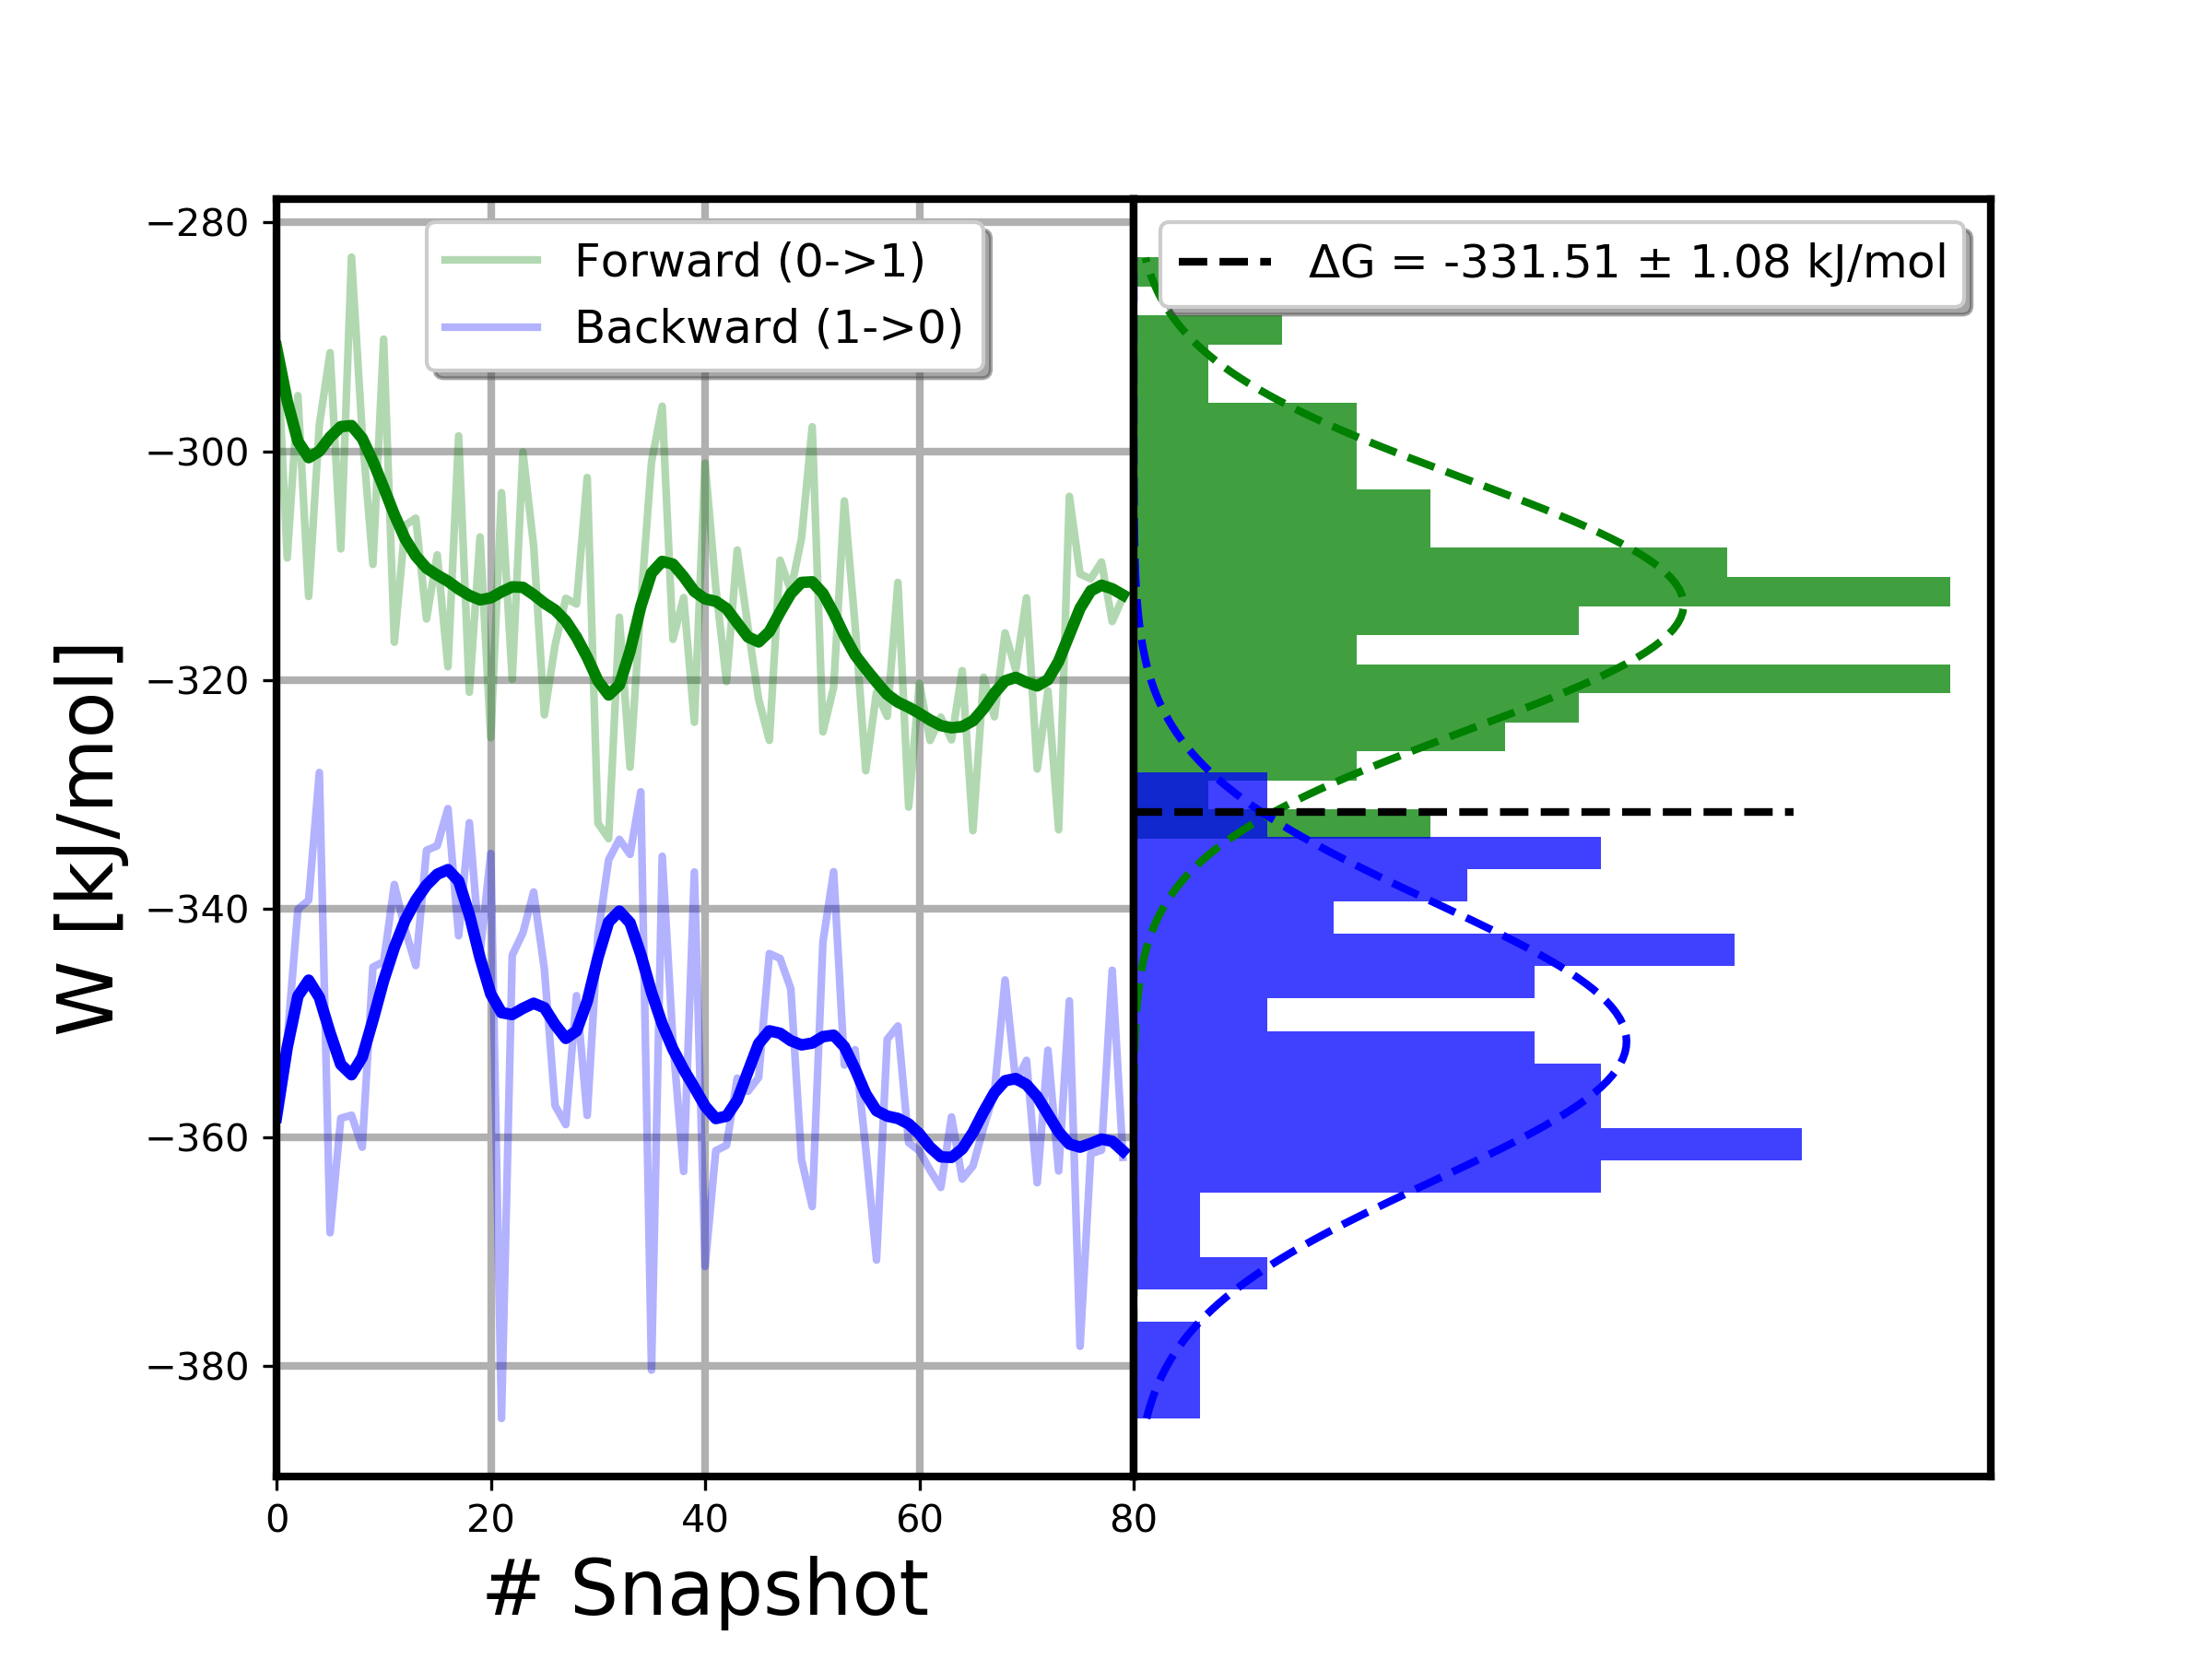 Forward (0->1)
Backward (1->0)
ΔG = -331.51 ± 1.08 kJ/mol
−280
−300
−320
−340
−360
−380
W [kJ/mol]
0 20 40 60 80
# Snapshot